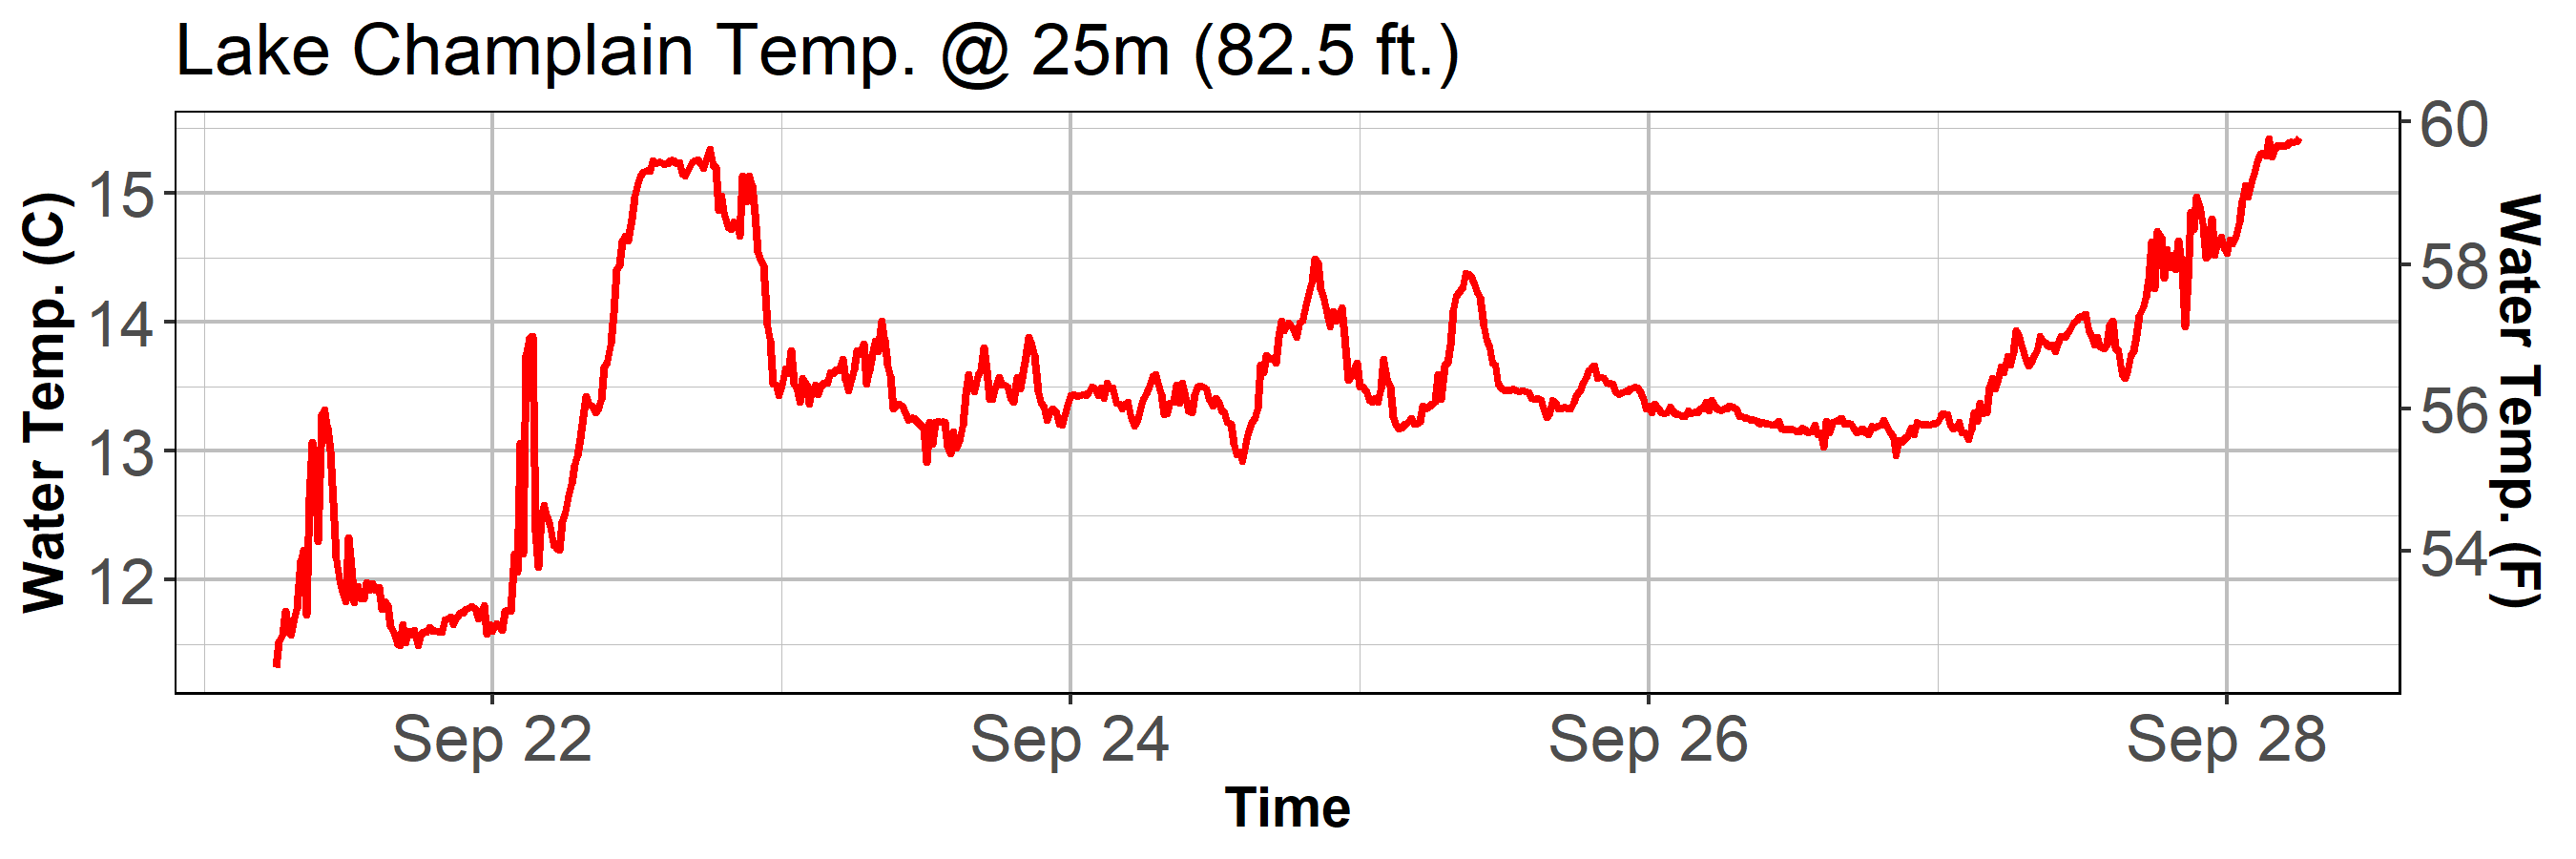 Lake Champlain Temp. @ 25m (82.5 ft.)
Water Temp. (C)
15
14
13
12
60
58
56
54
Water Temp. (F)
Sep 22
Sep 24
Sep 26
Sep 28
Time